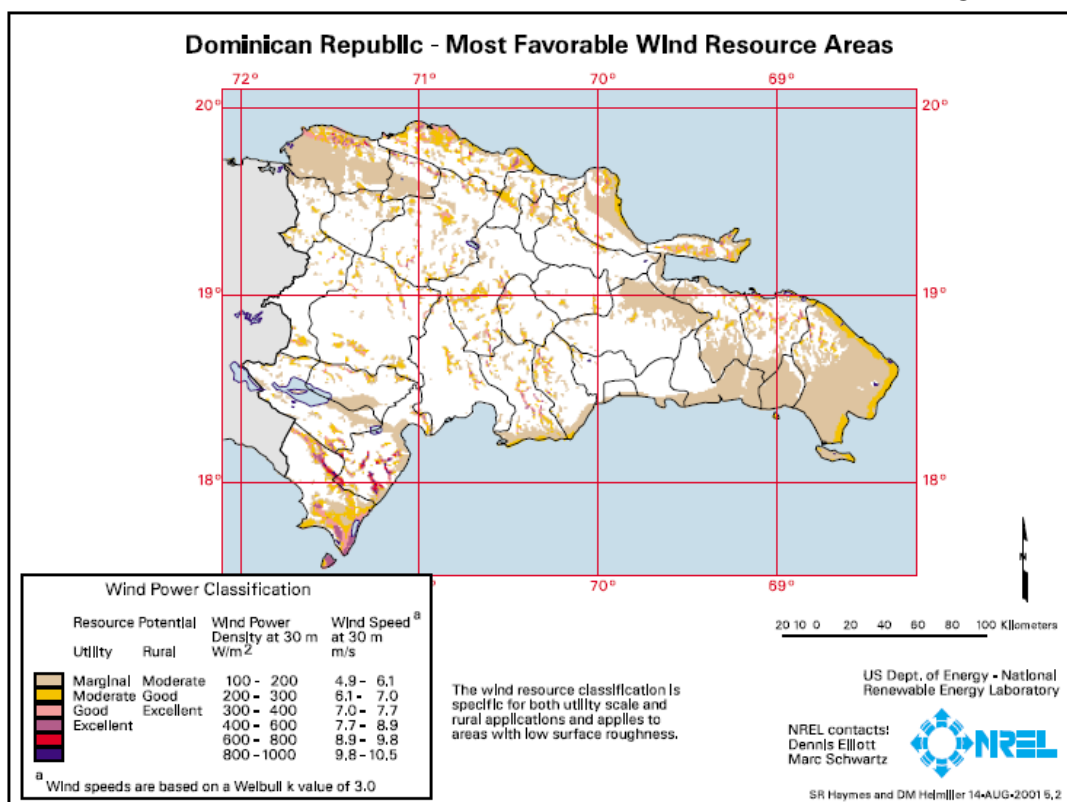 Dominican Republic - Most Favorable Wind Resource Areas
72° 71° 70° 69°
20° 20°
19° 19°
18° 18°
70° 69°
Wind Power Classification
Resource Potential Wind Power Wind Speed a
Density at 30 m at 30 m
Utility Rural W/m2 m/s
Marginal Moderate 100 - 200 4.9 - 6.1
Moderate Good 200 - 300 6.1 - 7.0
Good Excellent 300 - 400 7.0 - 7.7
Excellent 400 - 600 7.7 - 8.9
600 - 800 8.9 - 9.8
800 - 1000 9.8 - 10.5
a Wind speeds are based on a Weibull k value of 3.0
The wind resource classification is
specific for both utility scale and
rural applications and applies to
areas with low surface roughness.
N
20 10 0 20 40 60 80 100 Kilometers
US Dept. of Energy - National
Renewable Energy Laboratory
NREL contacts:
Dennis Elliott
Marc Schwartz
NREL
SR Haymes and DM Heimiller 14-AUG-2001 5.2